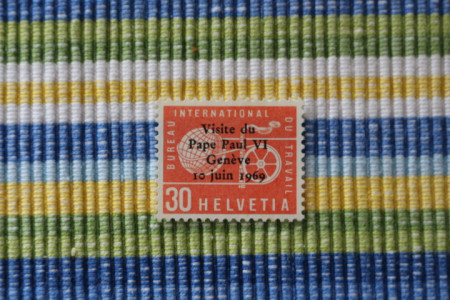 BUREAU INTERNATIONAL DU TRAVAIL
Visite du
Pape Paul VI
Genève
10 juin 1969
30 HELVETIA